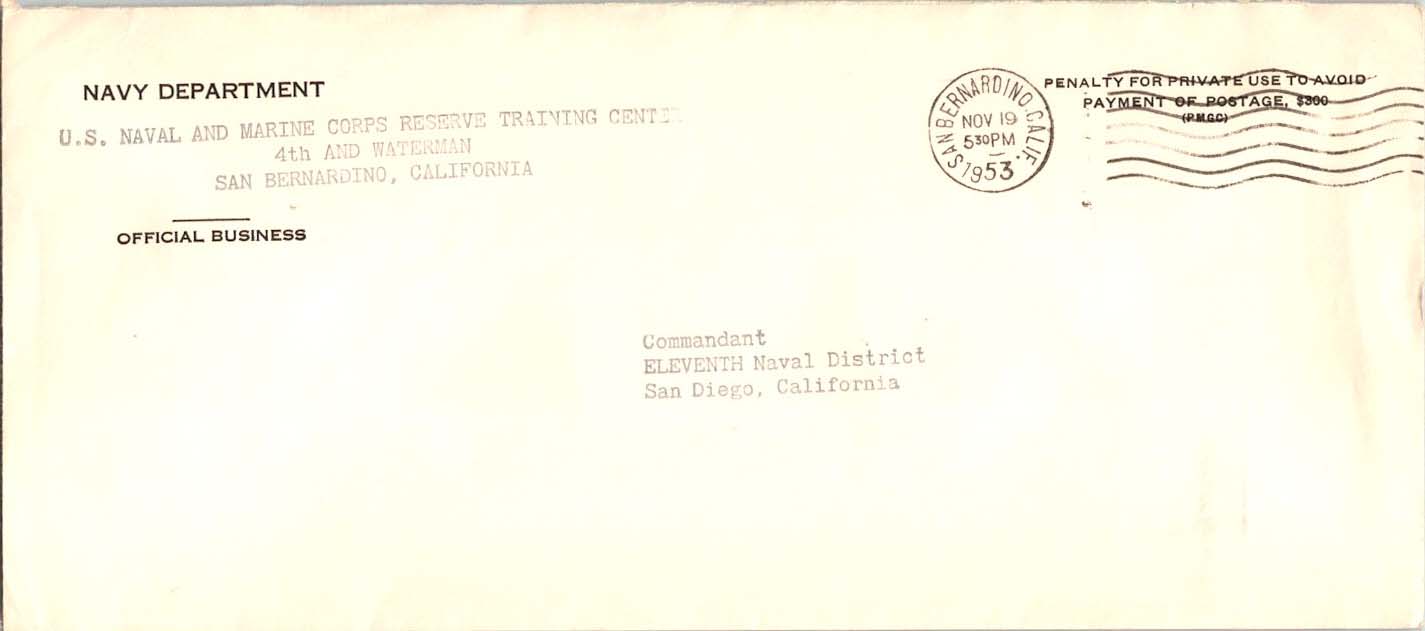 NAVY DEPARTMENT
U.S. NAVAL AND MARINE CORPS RESERVE TRAINING CENTER
4th AND WATERMAN
SAN BERNARDINO, CALIFORNIA
OFFICIAL BUSINESS
SAN BERNARDINO, CALIF.
NOV 19
530PM
1953
PENALTY FOR PRIVATE USE TO AVOID
PAYMENT OF POSTAGE, $300
(PMGC)
Commandant
ELEVENTH Naval District
San Diego, California